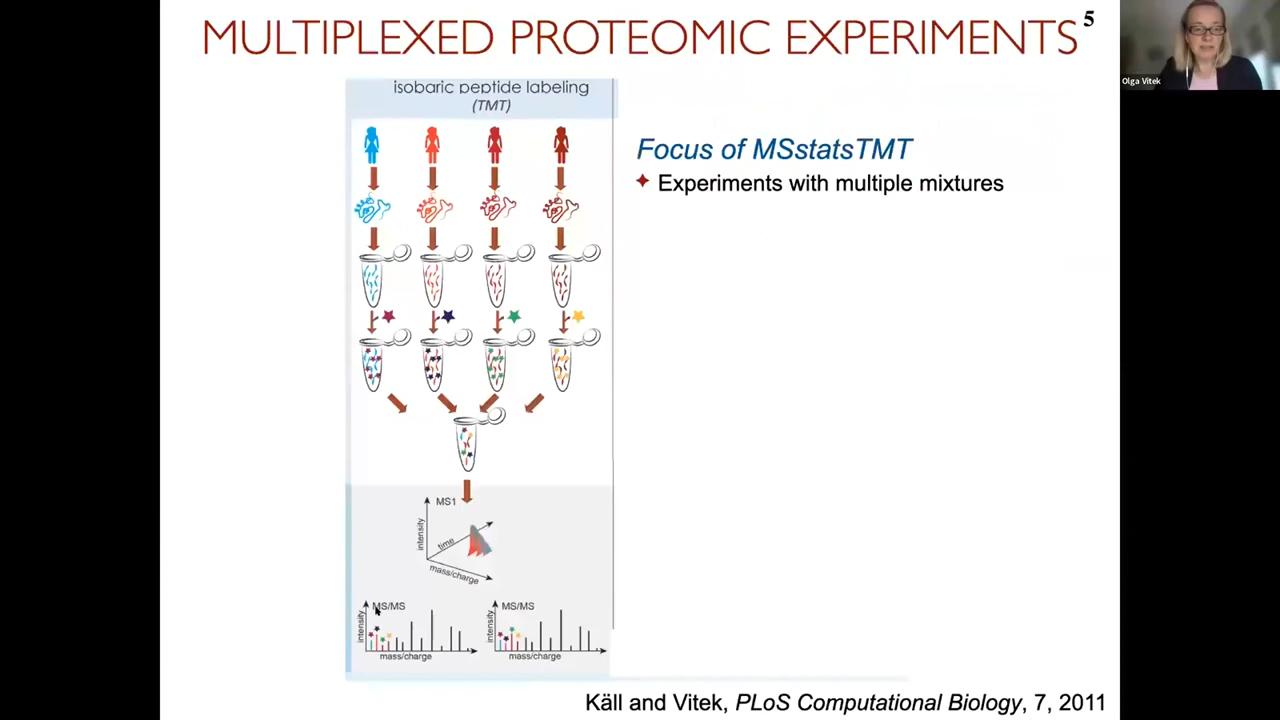 MULTIPLEXED PROTEOMIC EXPERIMENTS
5
Olga Vitek
isobaric peptide labeling
(TMT)
Focus of MSstatsTMT
Experiments with multiple mixtures
MS1
intensity
time
mass/charge
MS/MS
intensity
mass/charge
MS/MS
intensity
mass/charge
Käll and Vitek, PLoS Computational Biology, 7, 2011